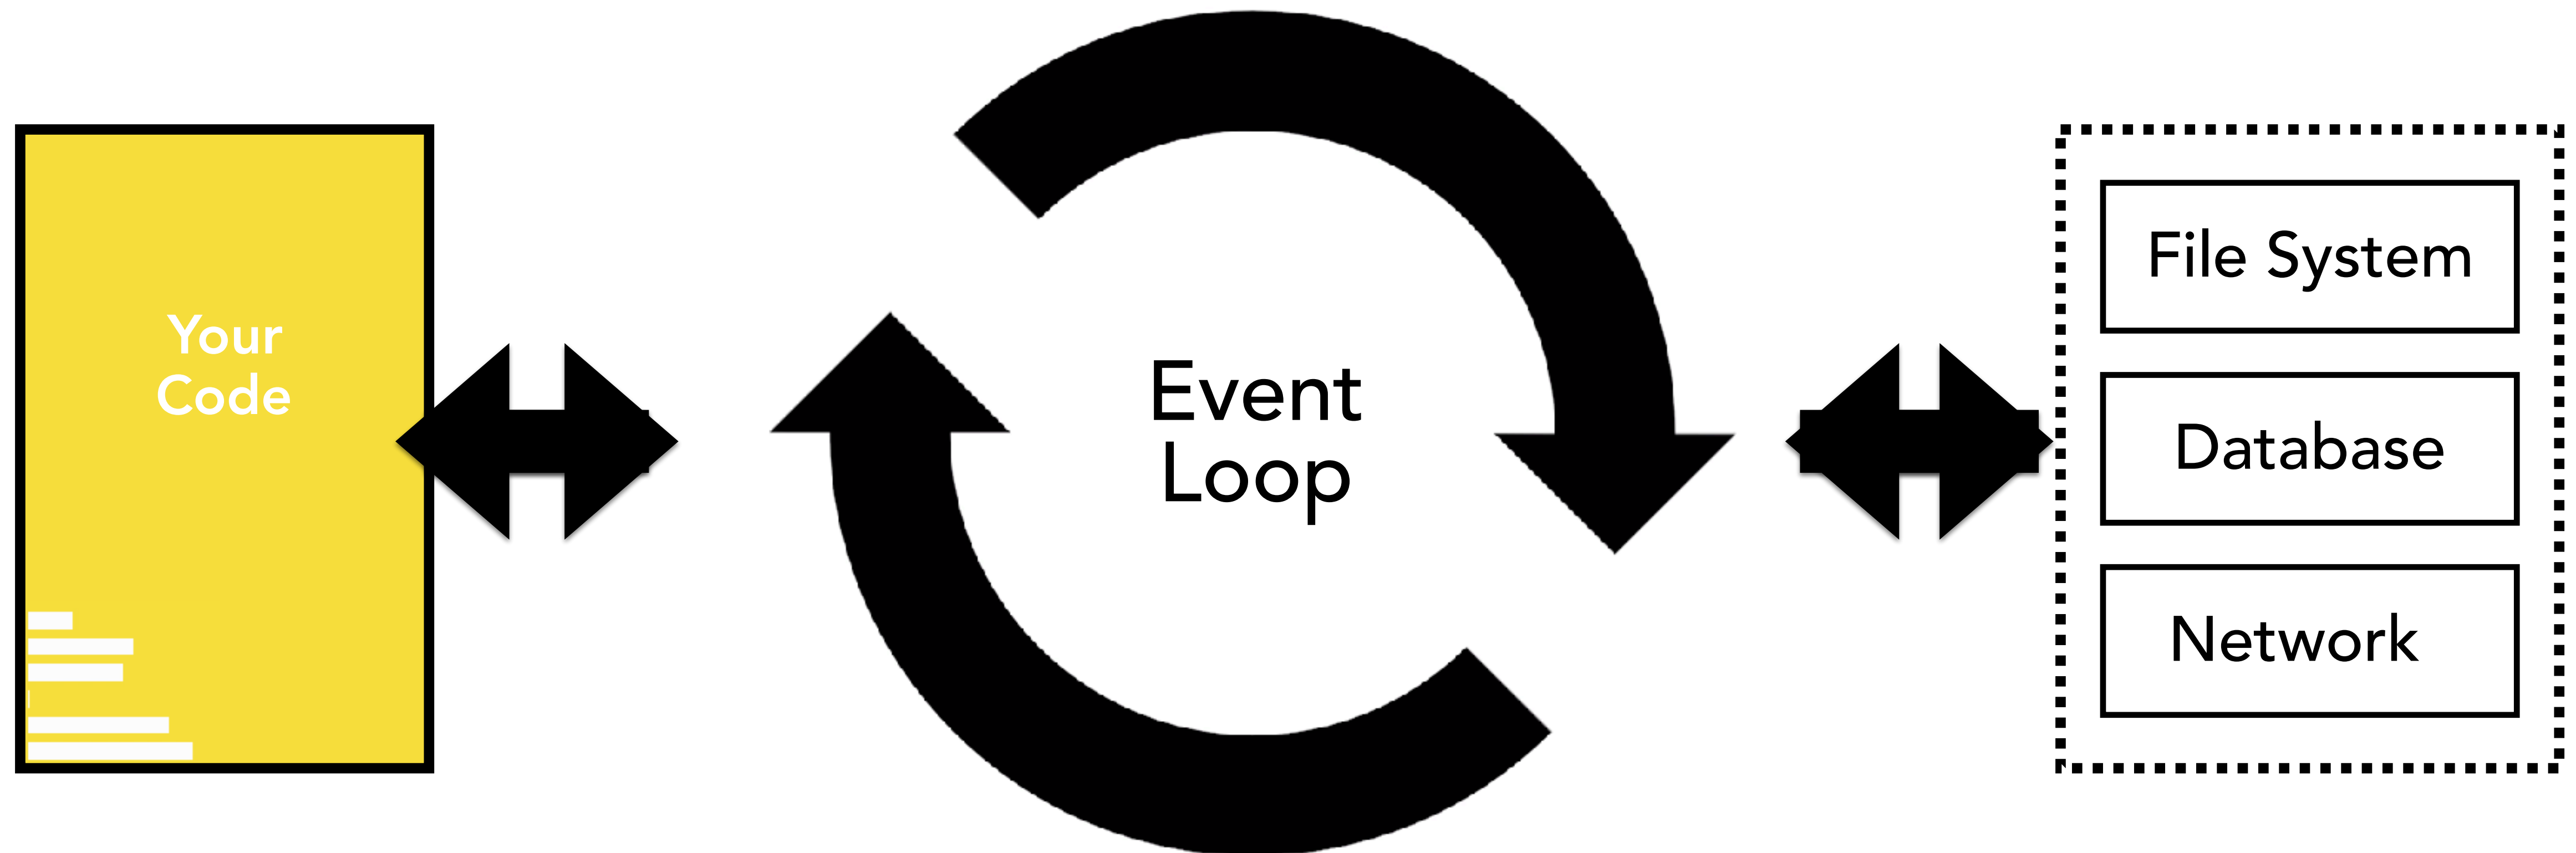 Your
Code
Event
Loop
File System
Database
Network